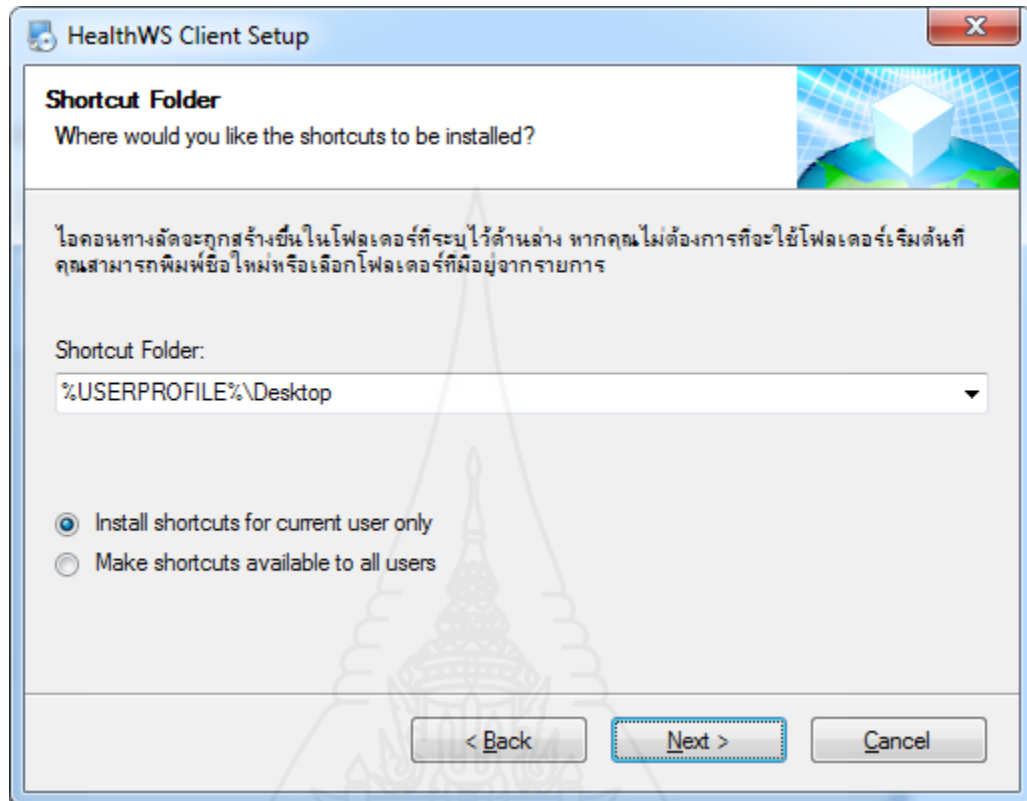 HealthWS Client Setup
Shortcut Folder
Where would you like the shortcuts to be installed?
ไอคอนทางลัดจะถูกสร้างขึ้นในโฟลเดอร์ที่ระบุไว้ด้านล่าง หากคุณไม่ต้องการที่จะใช้โฟลเดอร์เริ่มต้นที่
คุณสามารถพิมพ์ชื่อใหม่หรือเลือกโฟลเดอร์ที่มีอยู่จากรายการ
Shortcut Folder:
%USERPROFILE%\Desktop
Install shortcuts for current user only
Make shortcuts available to all users
< Back
Next >
Cancel